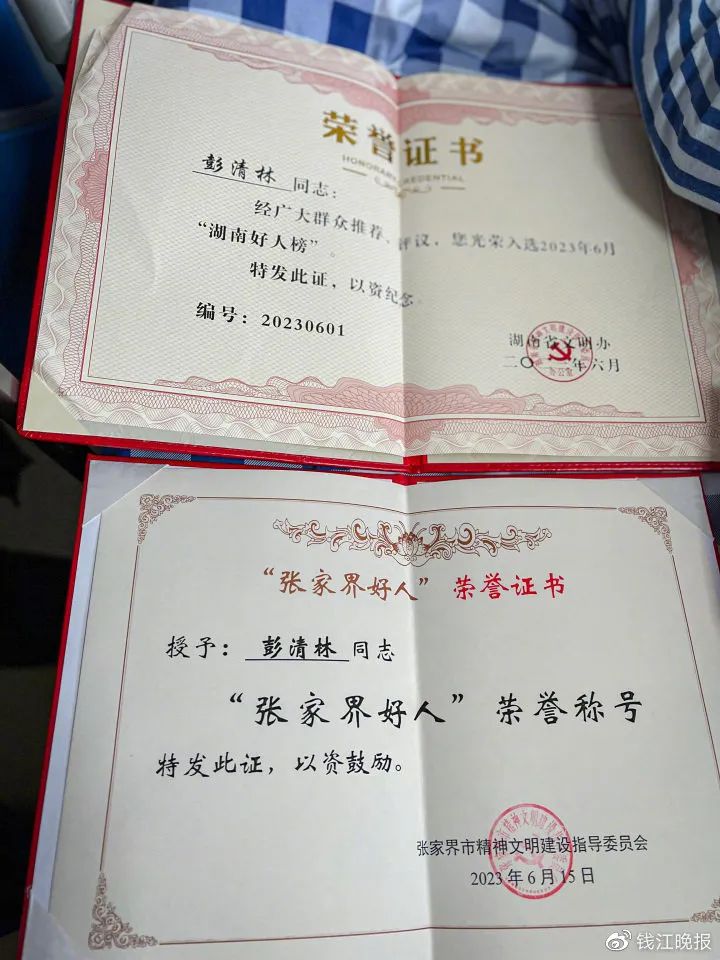 荣誉证书
HONORARY CREDENTIAL
彭清林 同志：
经广大群众推荐、评议，您光荣入选2023年6月
“湖南好人榜”。
特发此证，以资纪念
编号：20230601
湖南省文明办
二〇 年六月
“张家界好人”荣誉证书
授予：彭清林 同志
“张家界好人”荣誉称号
特发此证，以资鼓励。
张家界市精神文明建设指导委员会
2023年6月15日
钱江晚报